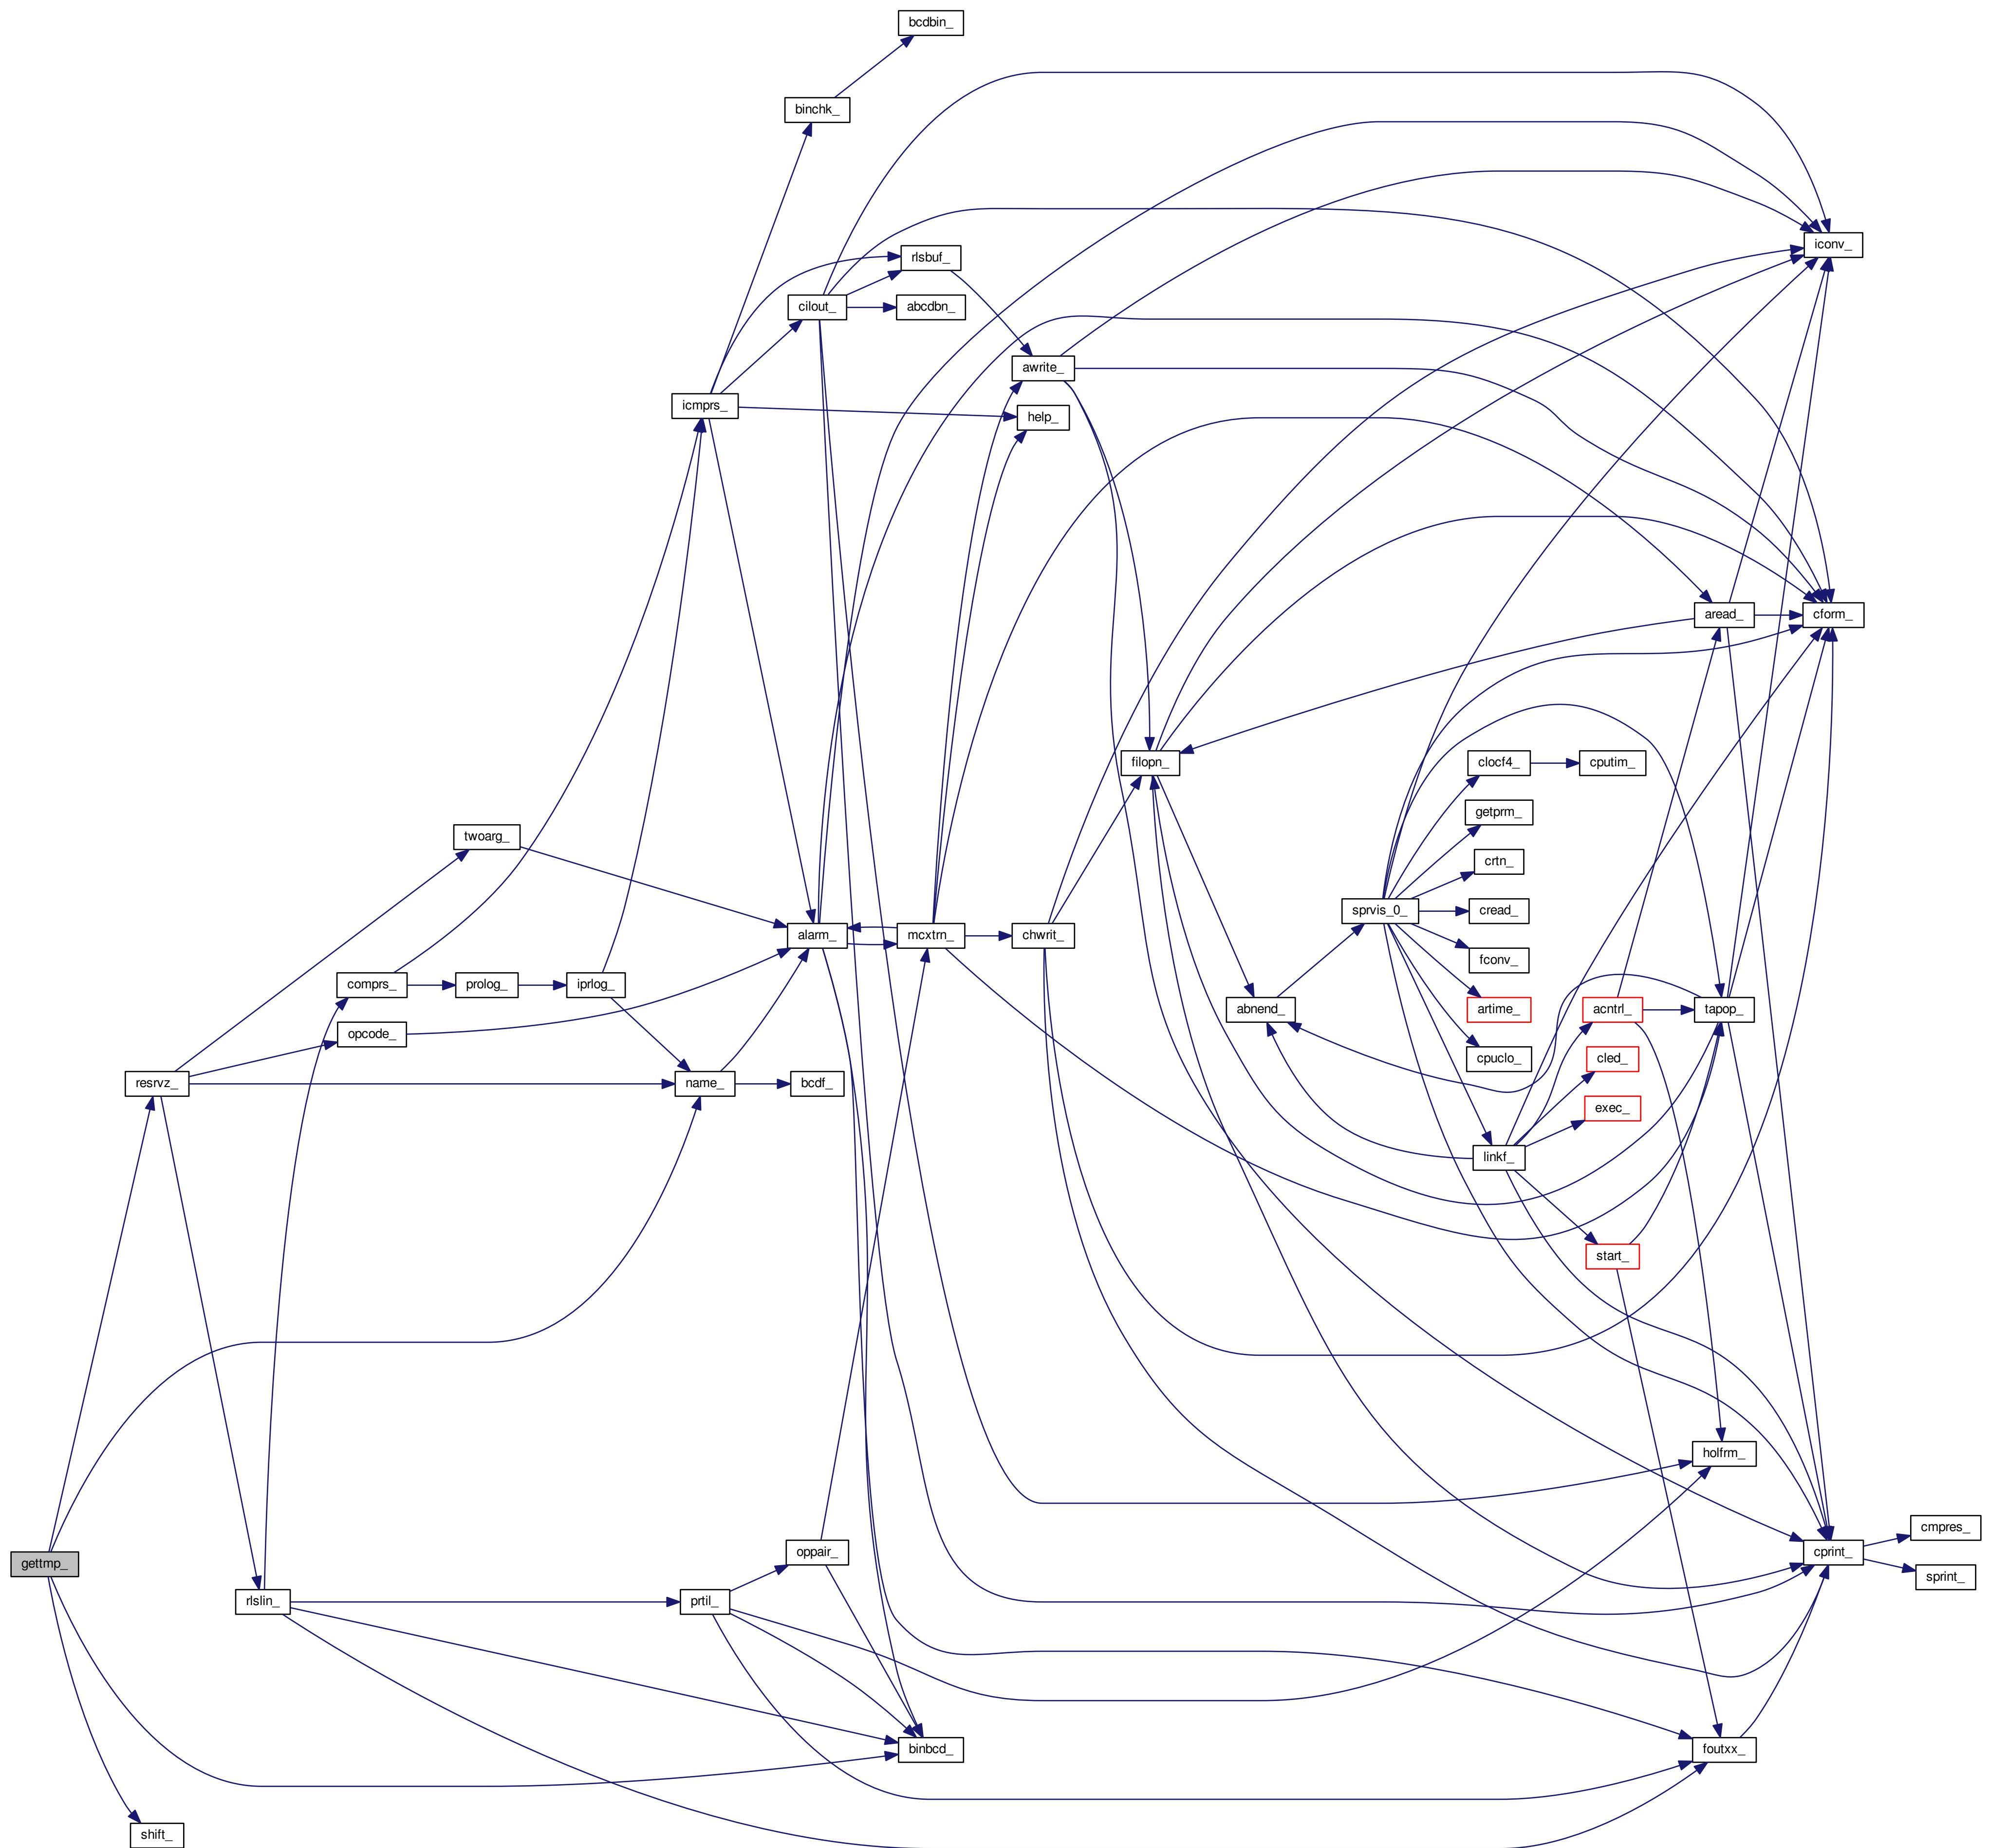 bcdbin_
binchk_
iconv_
rlsbuf_
cilout_
abcdbn_
awrite_
icmprs_
help_
aread_
cform_
filopn_
clocf4_
cputim_
getprm_
twoarg_
crtn_
sprvis_0_
cread_
alarm_
mcxtrn_
chwrit_
fconv_
comprs_
prolog_
iprlog_
abnend_
artime_
acntrl_
tapop_
opcode_
cpuclo_
cled_
resrvz_
name_
bcdf_
exec_
linkf_
start_
holfrm_
cmpres_
oppair_
cprint_
gettmp_
sprint_
rlslin_
prtil_
binbcd_
foutxx_
shift_